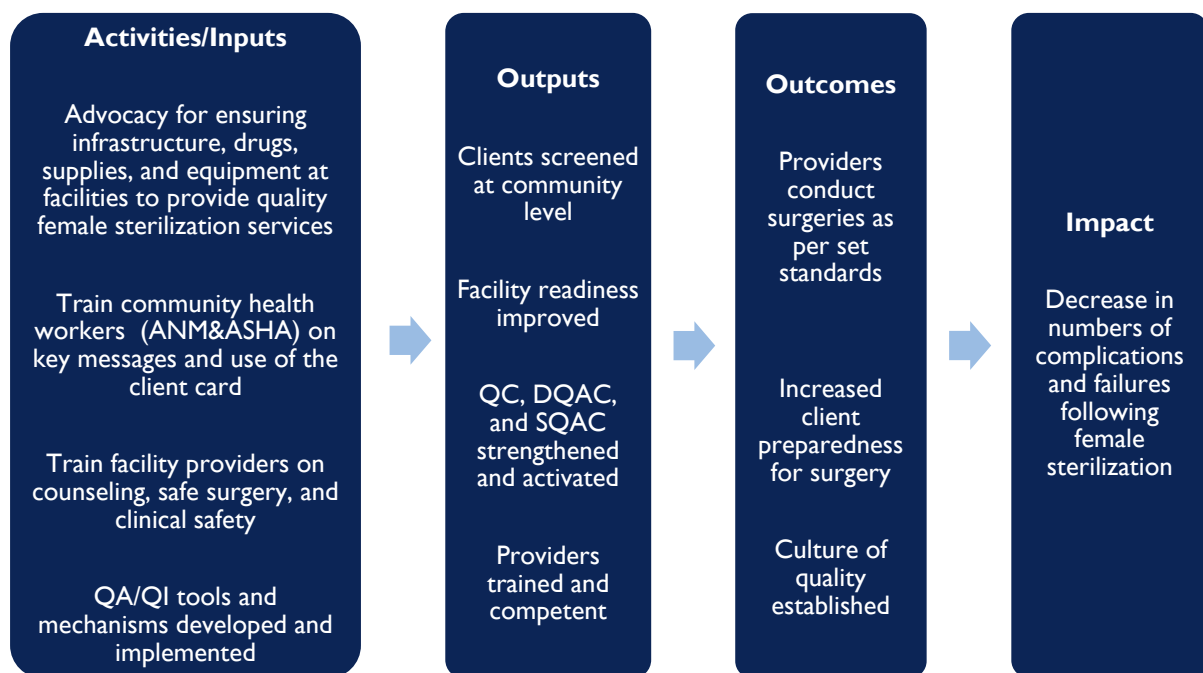 Activities/Inputs
Advocacy for ensuring
infrastructure, drugs,
supplies, and equipment at
facilities to provide quality
female sterilization services
Train community health
workers (ANM&ASHA) on
key messages and use of the
client card
Train facility providers on
counseling, safe surgery, and
clinical safety
QA/QI tools and
mechanisms developed and
implemented
Outputs
Clients screened
at community
level
Facility readiness
improved
QC, DQAC,
and SQAC
strengthened
and activated
Providers
trained and
competent
Outcomes
Providers
conduct
surgeries as
per set
standards
Increased
client
preparedness
for surgery
Culture of
quality
established
Impact
Decrease in
numbers of
complications
and failures
following
female
sterilization